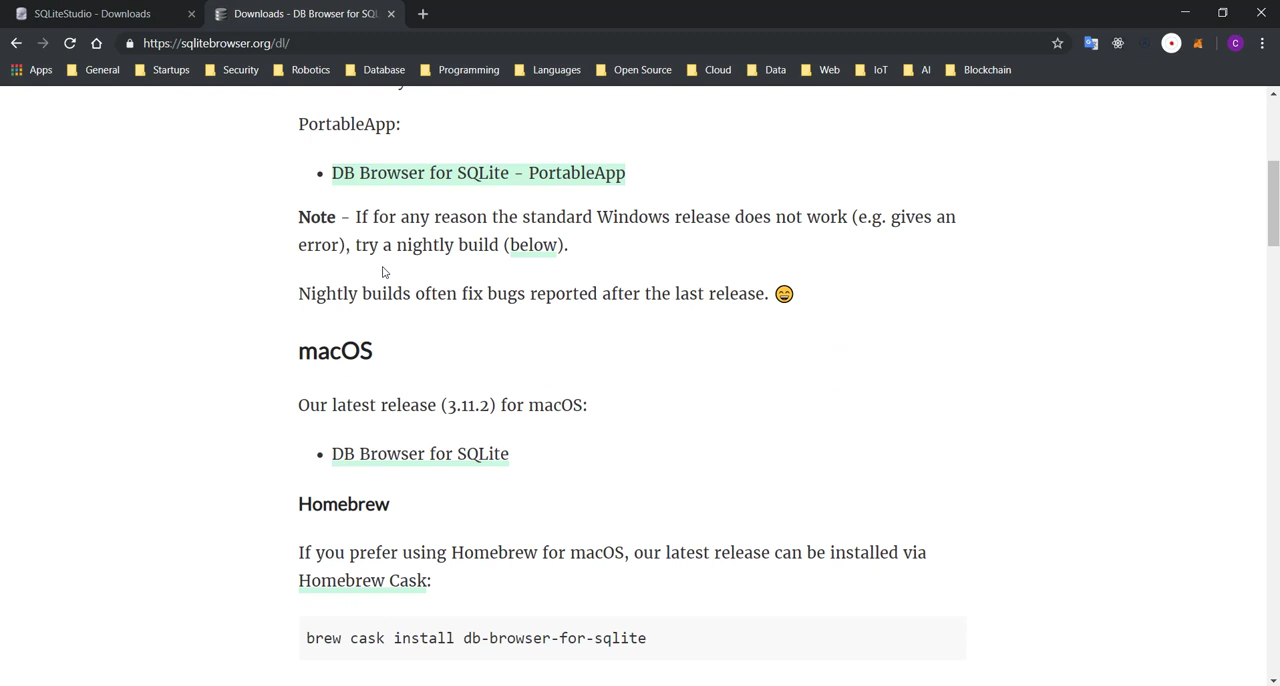 SQLiteStudio - Downloads
Downloads - DB Browser for SQL
https://sqlitebrowser.org/dl/
C
Apps General Startups Security Robotics Database Programming Languages Open Source Cloud Data Web IoT AI Blockchain
PortableApp:
• DB Browser for SQLite - PortableApp
Note - If for any reason the standard Windows release does not work (e.g. gives an
error), try a nightly build (below).
Nightly builds often fix bugs reported after the last release. 😄
macOS
Our latest release (3.11.2) for macOS:
• DB Browser for SQLite
Homebrew
If you prefer using Homebrew for macOS, our latest release can be installed via
Homebrew Cask:
brew cask install db-browser-for-sqlite